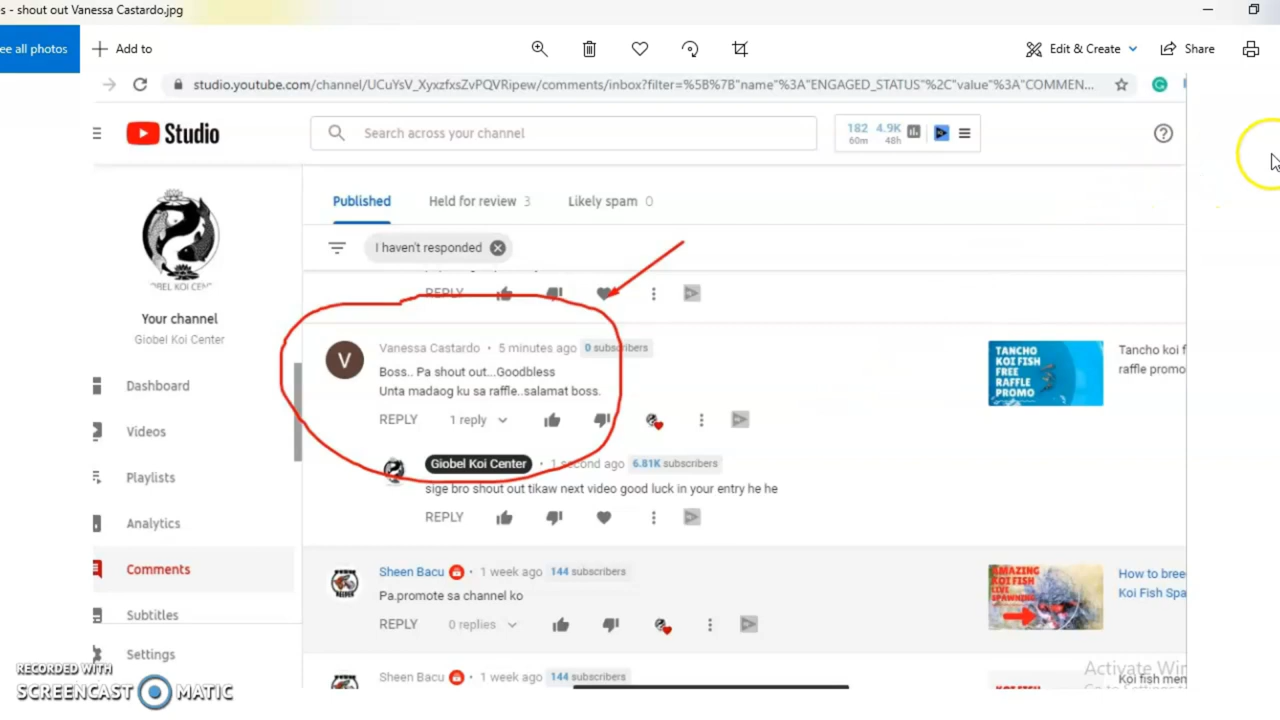 s - shout out Vanessa Castardo.jpg
ee all photos
Add to
Edit & Create
Share
studio.youtube.com/channel/UCuYsV_XyxzfxsZvPQVRipew/comments/inbox?filter=%5B%7B"name"%3A"ENGAGED_STATUS"%2C"value"%3A"COMMEN...
Studio
Search across your channel
182 4.9K
60m 48h
Published
Held for review 3
Likely spam 0
I haven't responded
REPLY
Your channel
Giobel Koi Center
Dashboard
Videos
Playlists
Analytics
Comments
Subtitles
Settings
V
Vanessa Castardo • 5 minutes ago 0 subscribers
Boss.. Pa shout out...Goodbless
Unta madaog ku sa raffle..salamat boss.
REPLY 1 reply
TANCHO
KOI FISH
FREE
RAFFLE
PROMO
Tancho koi f
raffle promo
Giobel Koi Center • 1 second ago 6.81K subscribers
sige bro shout out tikaw next video good luck in your entry he he
REPLY
Sheen Bacu • 1 week ago 144 subscribers
Pa.promote sa channel ko
REPLY 0 replies
AMAZING
KOI FISH
LIVE
SPAWNING
How to bree
Koi Fish Spa
Sheen Bacu • 1 week ago 144 subscribers
KOI FISH
Koi fish men
Activate Win
RECORDED WITH
SCREENCAST MATIC